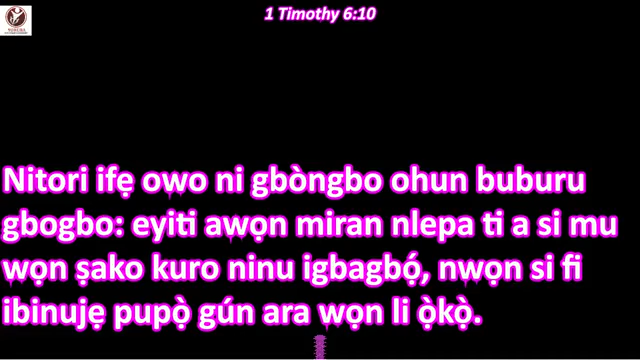 1 Timothy 6:10
Nitori ifẹ owo ni gbòngbo ohun buburu
gbogbo: eyiti awọn miran nlepa ti a si mu
wọn ṣako kuro ninu igbagbọ́, nwọn si fi
ibinujẹ pupọ̀ gún ara wọn li ọ̀kọ̀.